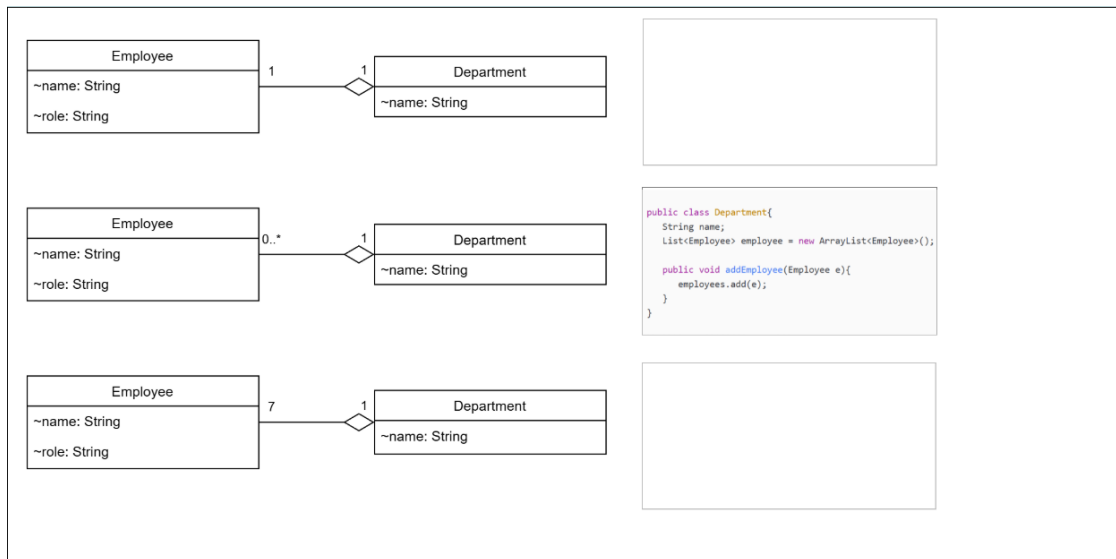 Employee
~name: String
~role: String
1
1
Department
~name: String
Employee
~name: String
~role: String
0..*
1
Department
~name: String
public class Department{
String name;
List<Employee> employee = new ArrayList<Employee>();
public void addEmployee(Employee e){
employees.add(e);
}
}
Employee
~name: String
~role: String
7
1
Department
~name: String